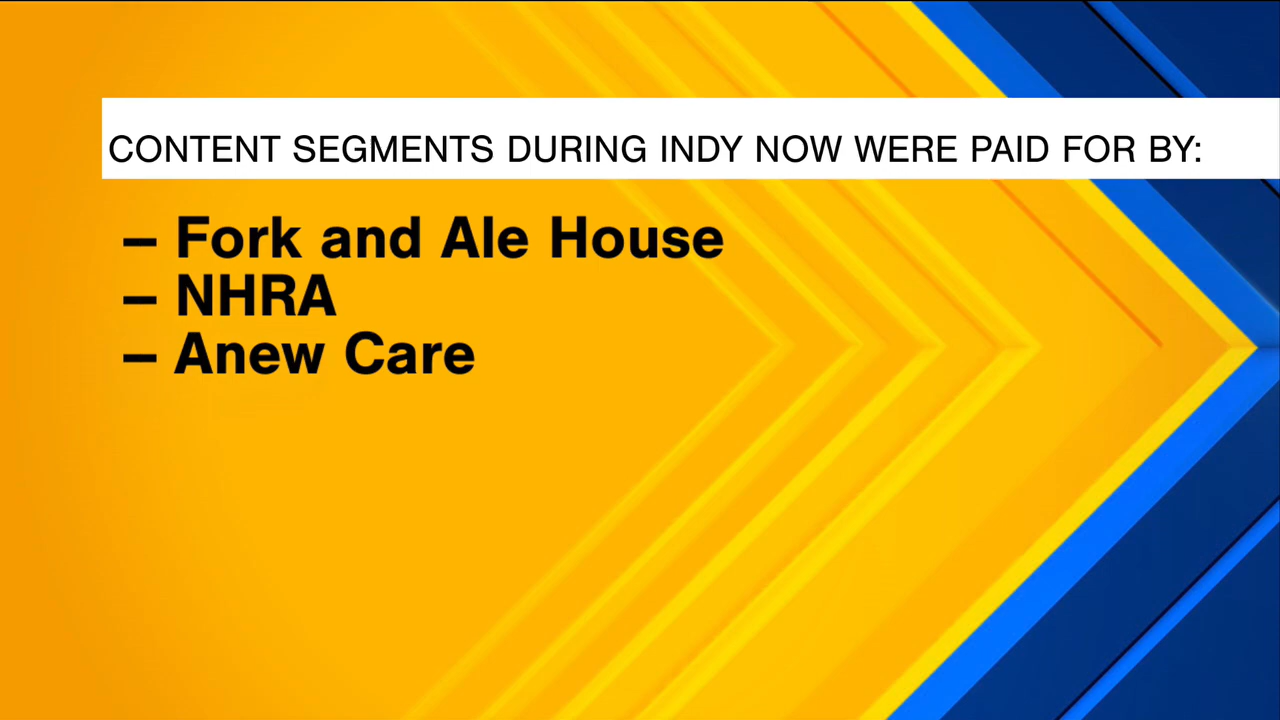 CONTENT SEGMENTS DURING INDY NOW WERE PAID FOR BY:
– Fork and Ale House
– NHRA
– Anew Care